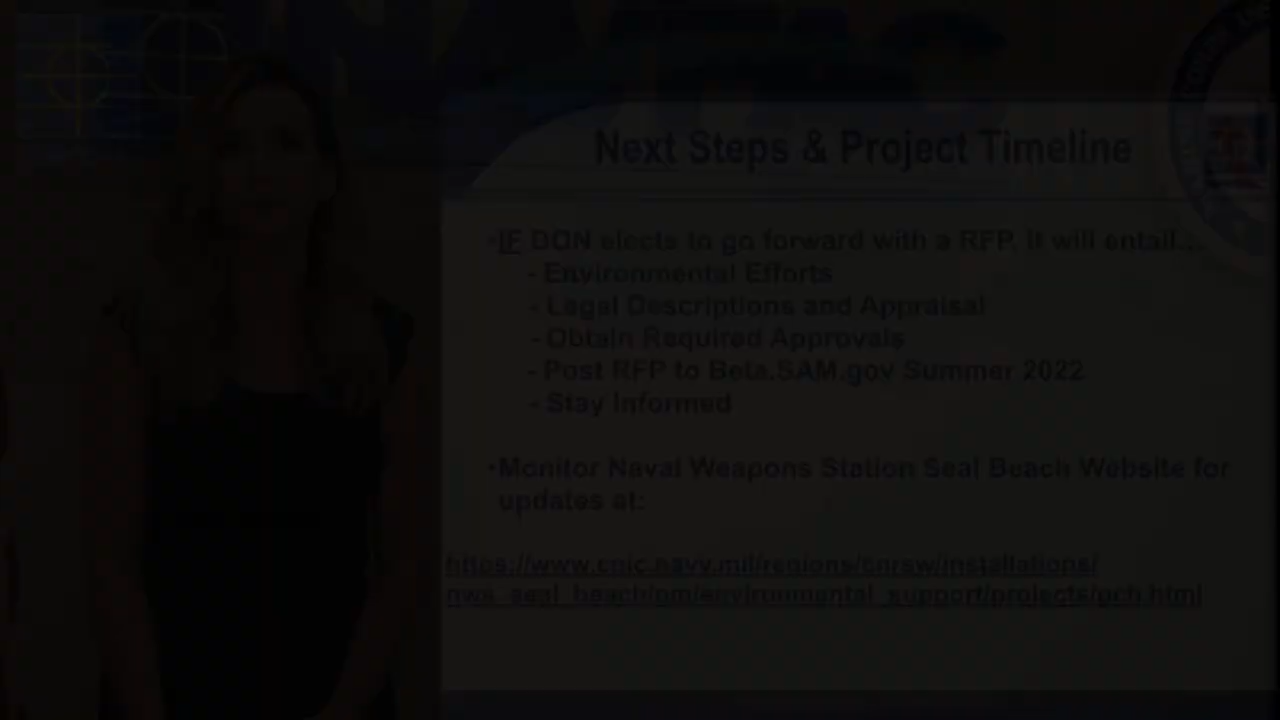 Next Steps & Project Timeline
•IF DON elects to go forward with a RFP, it will entail...
- Environmental Efforts
- Legal Descriptions and Appraisal
- Obtain Required Approvals
- Post RFP to Beta.SAM.gov Summer 2022
- Stay Informed
•Monitor Naval Weapons Station Seal Beach Website for
updates at:
https://www.cnic.navy.mil/regions/cnrsw/installations/
nws_seal_beach/om/environmental_support/projects/gch.html